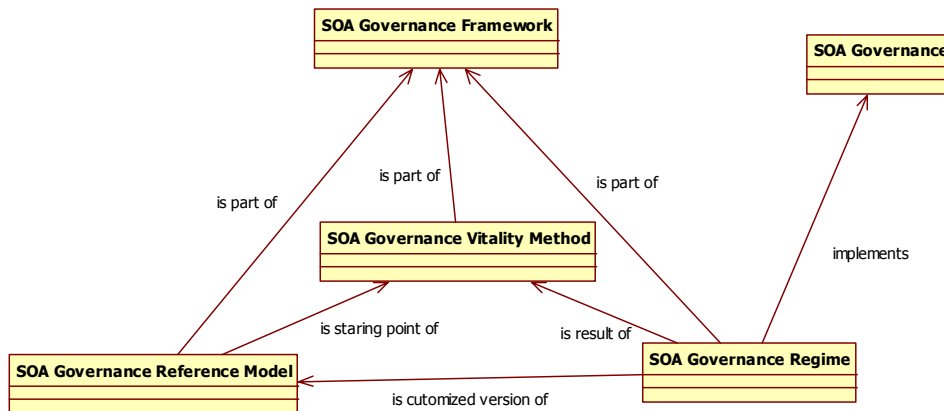 SOA Governance Framework
SOA Governance
is part of
is part of
is part of
SOA Governance Vitality Method
implements
is staring point of
is result of
SOA Governance Reference Model
SOA Governance Regime
is cutomized version of